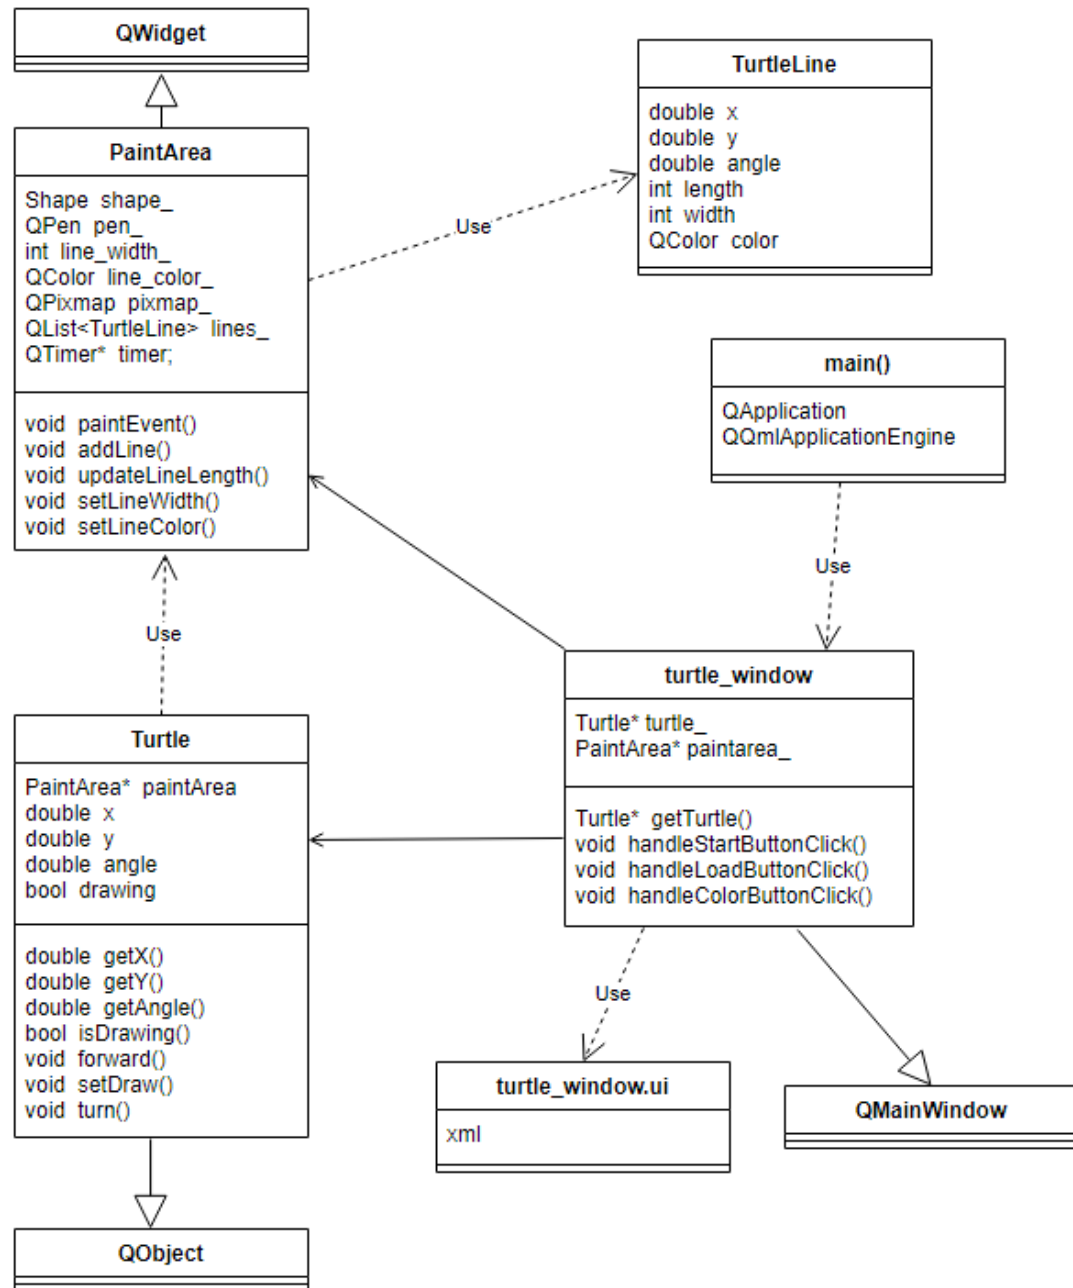 QWidget
PaintArea
Shape shape_
QPen pen_
int line_width_
QColor line_color_
QPixmap pixmap_
QList<TurtleLine> lines_
QTimer* timer;
void paintEvent()
void addLine()
void updateLineLength()
void setLineWidth()
void setLineColor()
Use
TurtleLine
double x
double y
double angle
int length
int width
QColor color
main()
QApplication
QQmlApplicationEngine
Use
Use
Turtle
PaintArea* paintArea
double x
double y
double angle
bool drawing
double getX()
double getY()
double getAngle()
bool isDrawing()
void forward()
void setDraw()
void turn()
QObject
turtle_window
Turtle* turtle_
PaintArea* paintarea_
Turtle* getTurtle()
void handleStartButtonClick()
void handleLoadButtonClick()
void handleColorButtonClick()
Use
turtle_window.ui
xml
QMainWindow